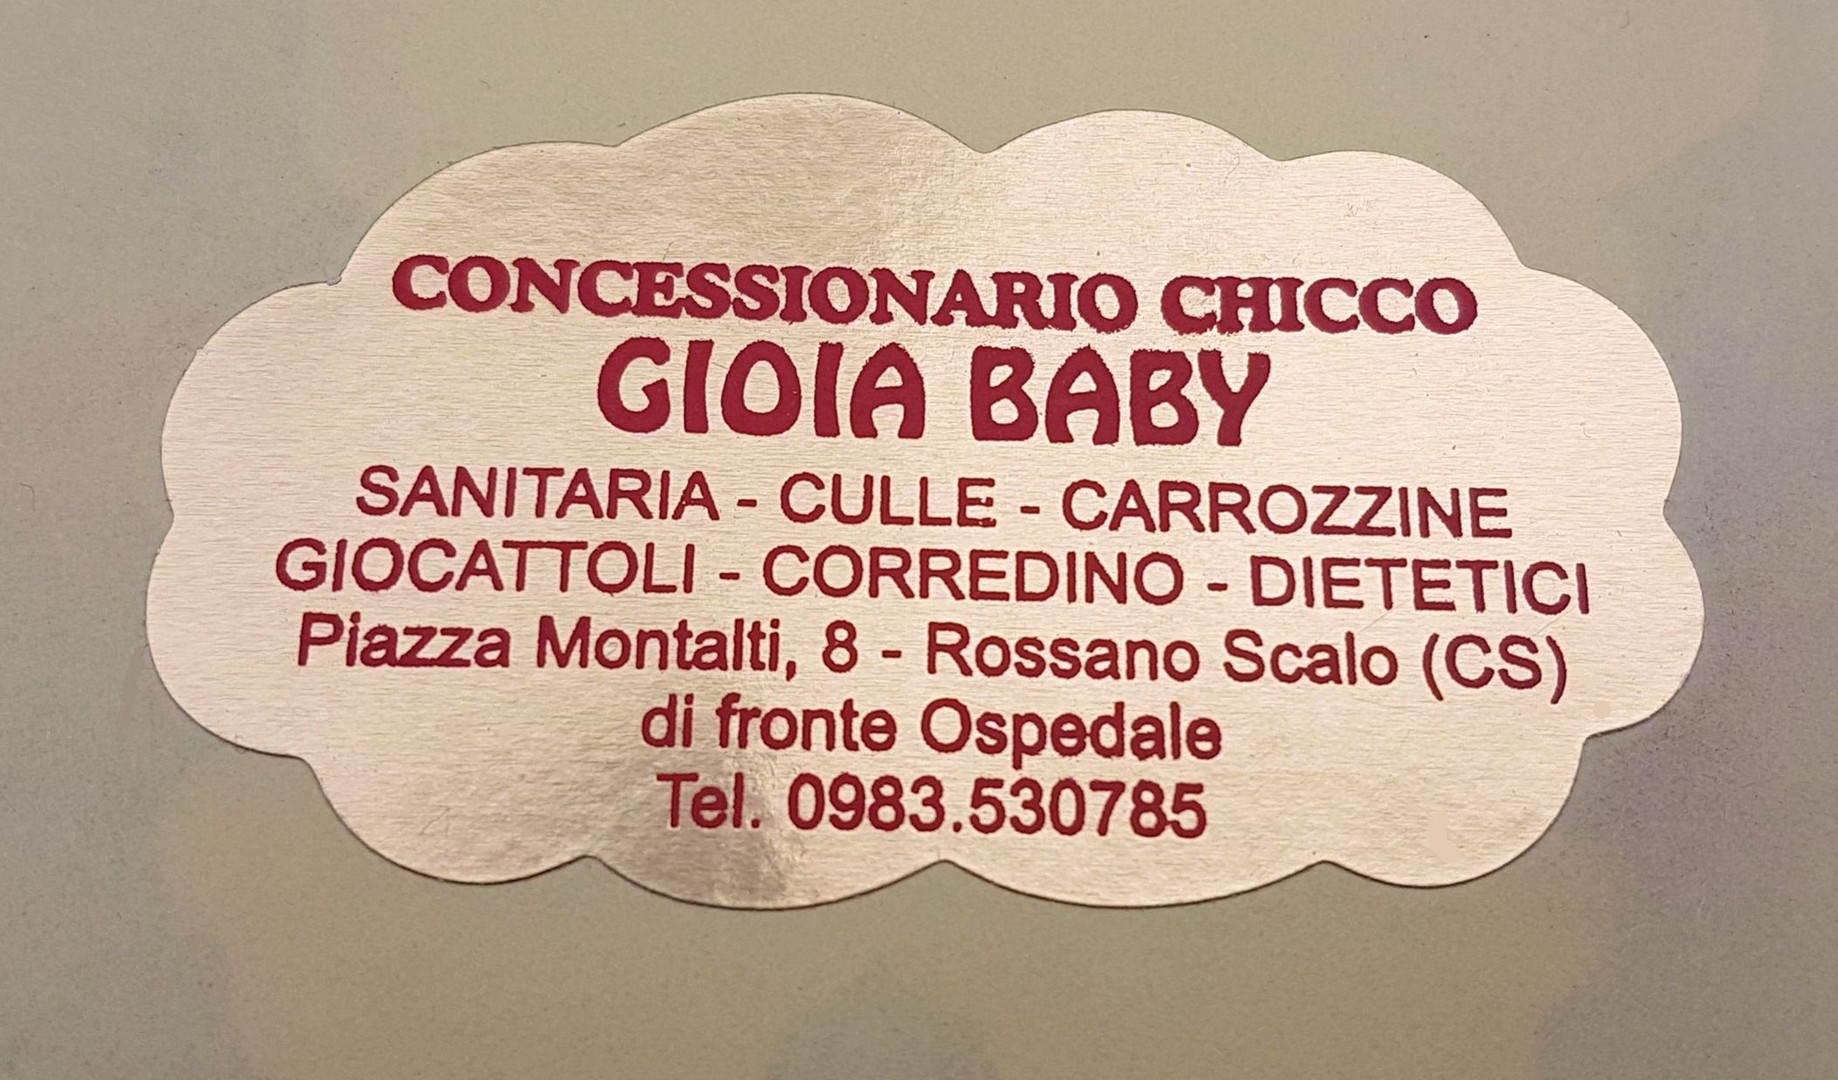 CONCESSIONARIO CHICCO
GIOIA BABY
SANITARIA - CULLE - CARROZZINE
GIOCATTOLI - CORREDINO - DIETETICI
Piazza Montalti, 8 - Rossano Scalo (CS)
di fronte Ospedale
Tel. 0983.530785